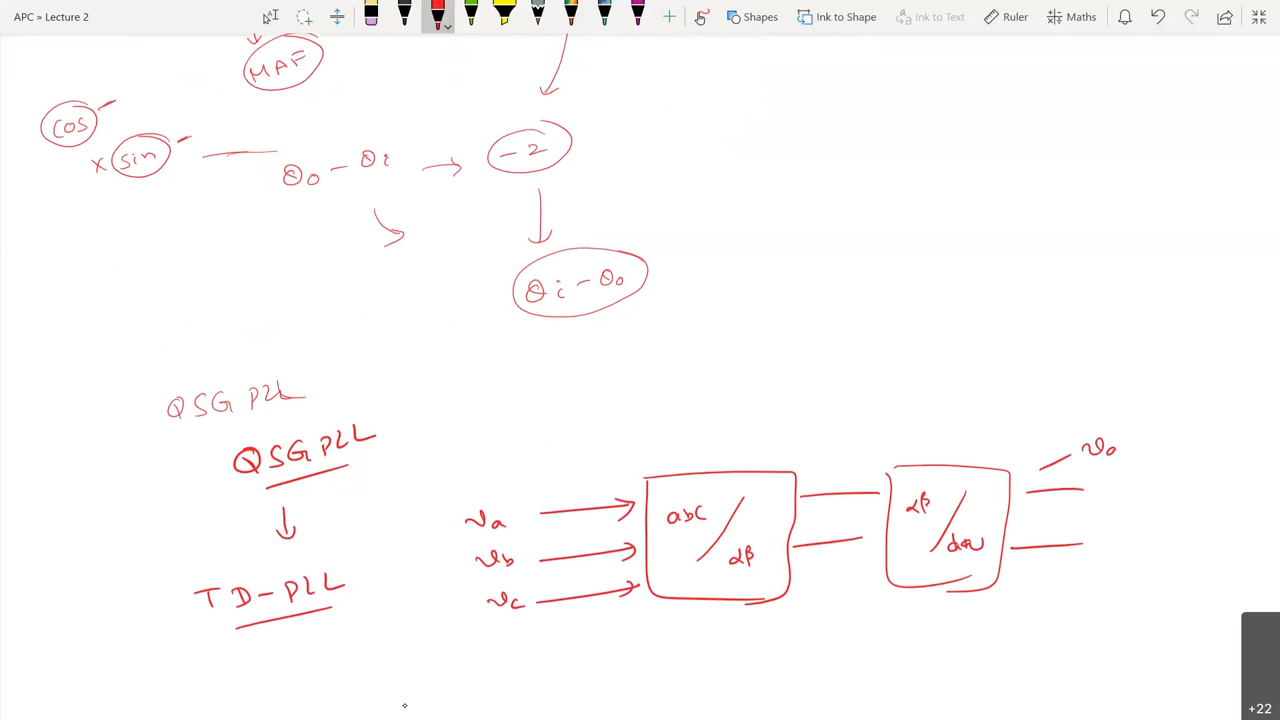 APC » Lecture 2
Shapes
Ink to Shape
Ink to Text
Ruler
Maths
MAF
cos
x sin
θo - θi → -2
θi - θo
QSG PLL
QSG PLL
TD-PLL
va
vb
vc
abc / αβ
αβ / dq
+22